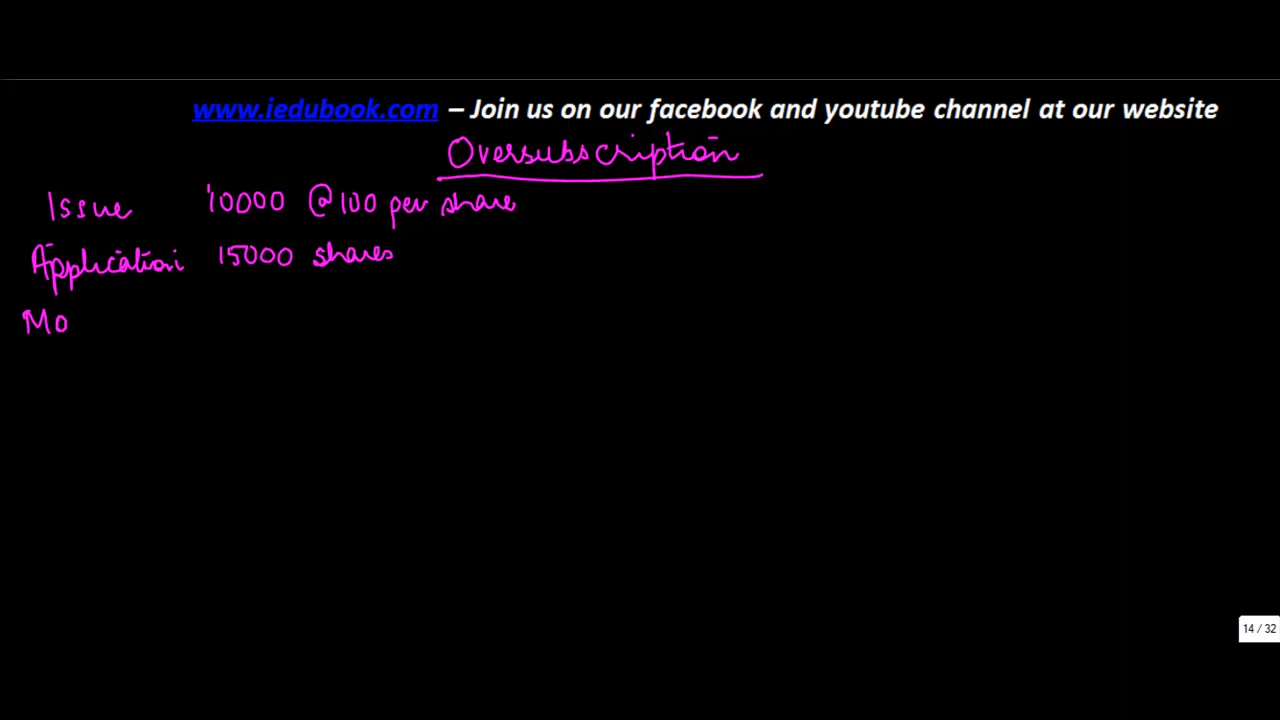 www.iedubook.com – Join us on our facebook and youtube channel at our website
Oversubscription
Issue 10000 @ 100 per share
Application 15000 shares
Mo
14 / 32